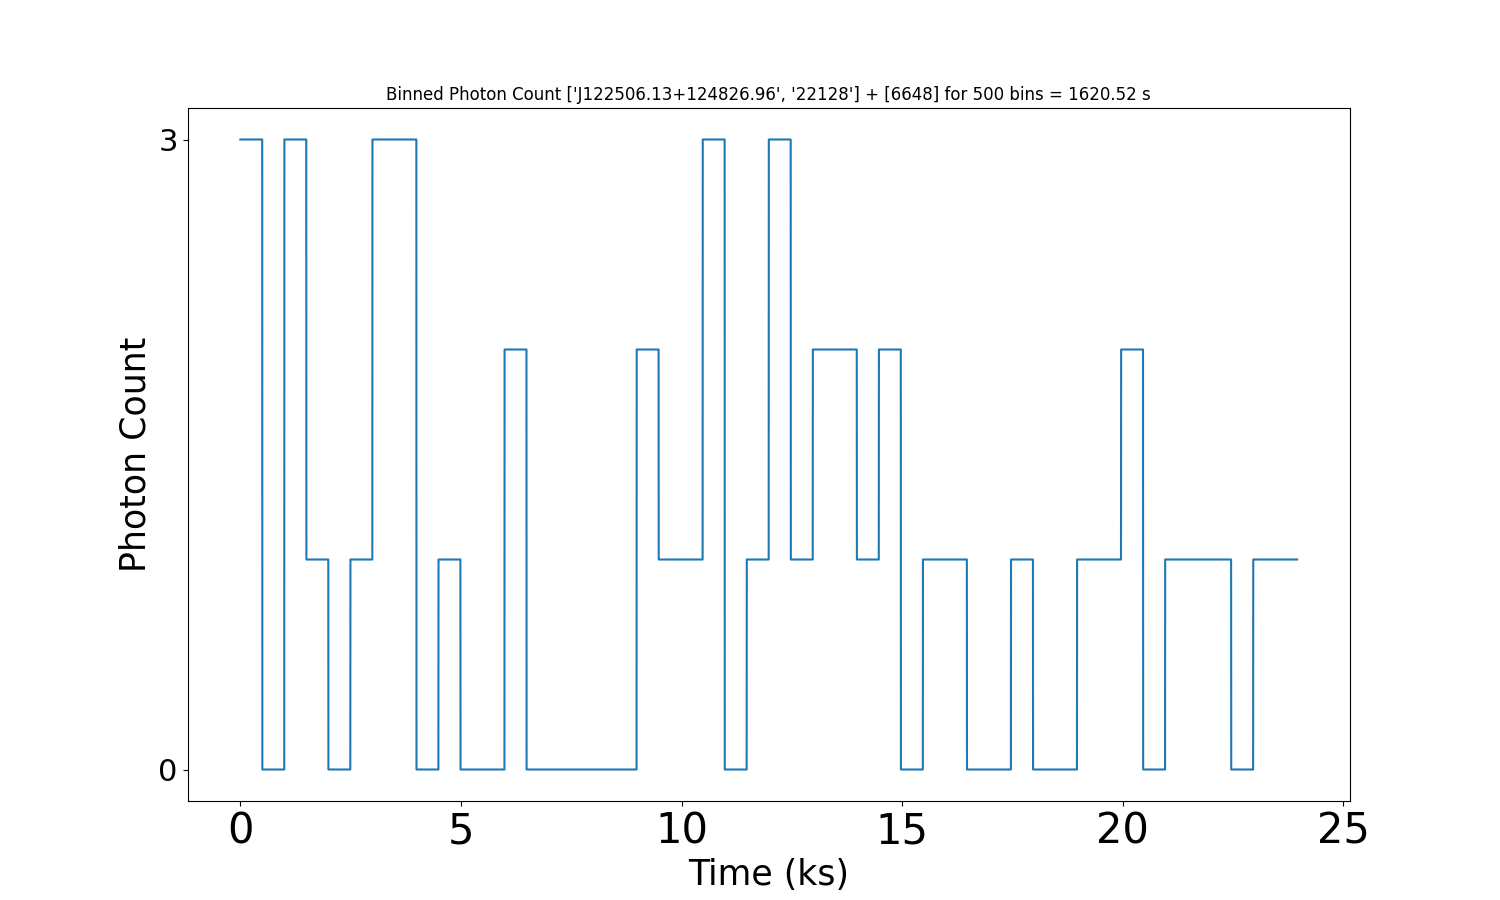 Binned Photon Count ['J122506.13+124826.96', '22128'] + [6648] for 500 bins = 1620.52 s
3
Photon Count
0
0 5 10 15 20 25
Time (ks)